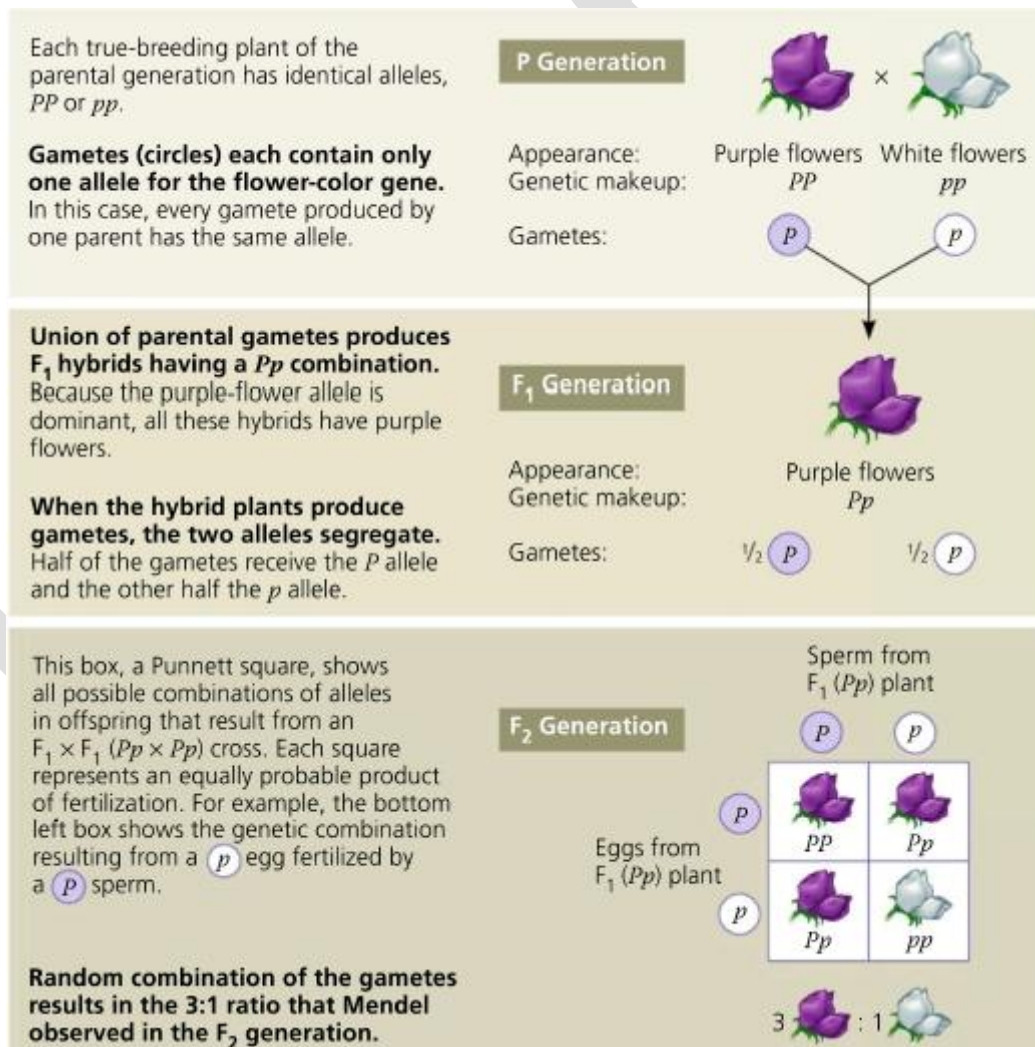 Each true-breeding plant of the
parental generation has identical alleles,
PP or pp.
Gametes (circles) each contain only
one allele for the flower-color gene.
In this case, every gamete produced by
one parent has the same allele.
P Generation
×
Appearance: Purple flowers White flowers
Genetic makeup: PP pp
Gametes: P p
Union of parental gametes produces
F₁ hybrids having a Pp combination.
Because the purple-flower allele is
dominant, all these hybrids have purple
flowers.
When the hybrid plants produce
gametes, the two alleles segregate.
Half of the gametes receive the P allele
and the other half the p allele.
F₁ Generation
Appearance: Purple flowers
Genetic makeup: Pp
Gametes: 1/2 P 1/2 p
This box, a Punnett square, shows
all possible combinations of alleles
in offspring that result from an
F₁ × F₁ (Pp × Pp) cross. Each square
represents an equally probable product
of fertilization. For example, the bottom
left box shows the genetic combination
resulting from a p egg fertilized by
a P sperm.
Random combination of the gametes
results in the 3:1 ratio that Mendel
observed in the F₂ generation.
F₂ Generation
Sperm from
F₁ (Pp) plant
P p
Eggs from
F₁ (Pp) plant
P
PP Pp
p
Pp pp
3 : 1